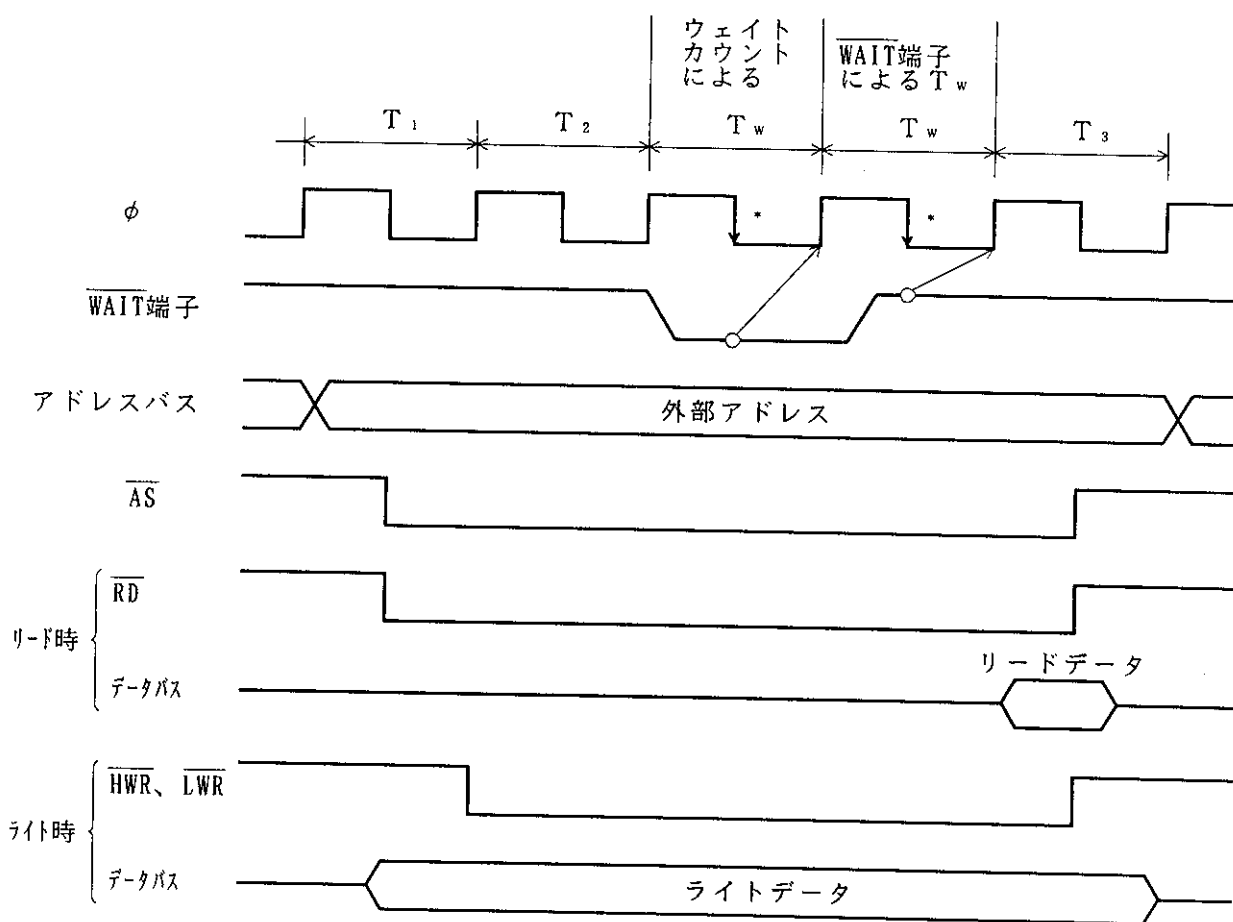 ウェイト
カウント
による
WAIT端子
によるTw
T1
T2
Tw
Tw
T3
φ
*
*
WAIT端子
アドレスバス
外部アドレス
AS
リード時
RD
データバス
リードデータ
ライト時
HWR、LWR
データバス
ライトデータ